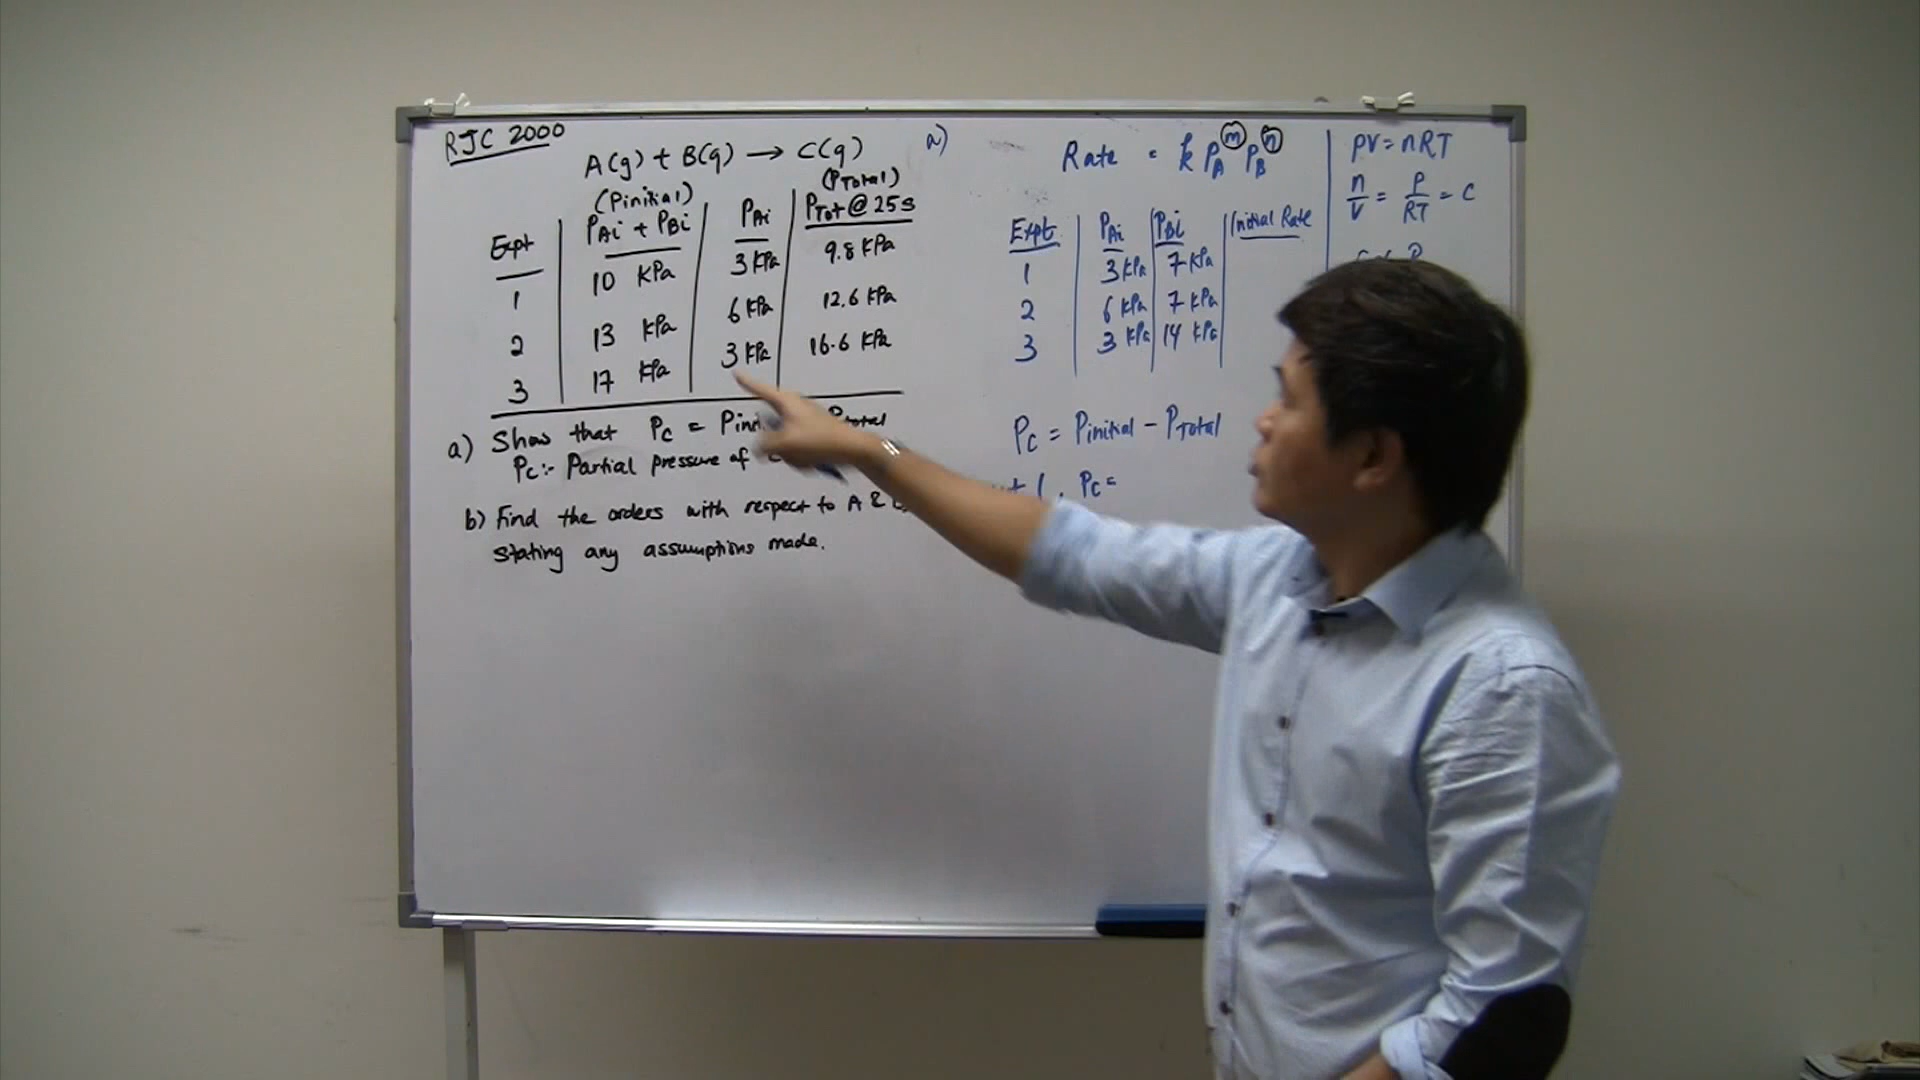 RJC 2000
A(g) + B(g) → C(g)
(Pinitial) (PTotal)
Expt PAi + PBi PAi PTot @ 25s
1 10 kPa 3 kPa 9.8 kPa
2 13 kPa 6 kPa 12.6 kPa
3 17 kPa 3 kPa 16.6 kPa
a) Show that Pc =
Pc:- Partial pressure of
b) Find the orders with respect to A &
stating any assumptions made.
a) Rate = k PA^m PB^n
Expt PAi PBi Initial Rate
1 3 kPa 7 kPa
2 6 kPa 7 kPa
3 3 kPa 14 kPa
Pc = Pinitial - PTotal
1, Pc =
PV = nRT
n/V = P/RT = C